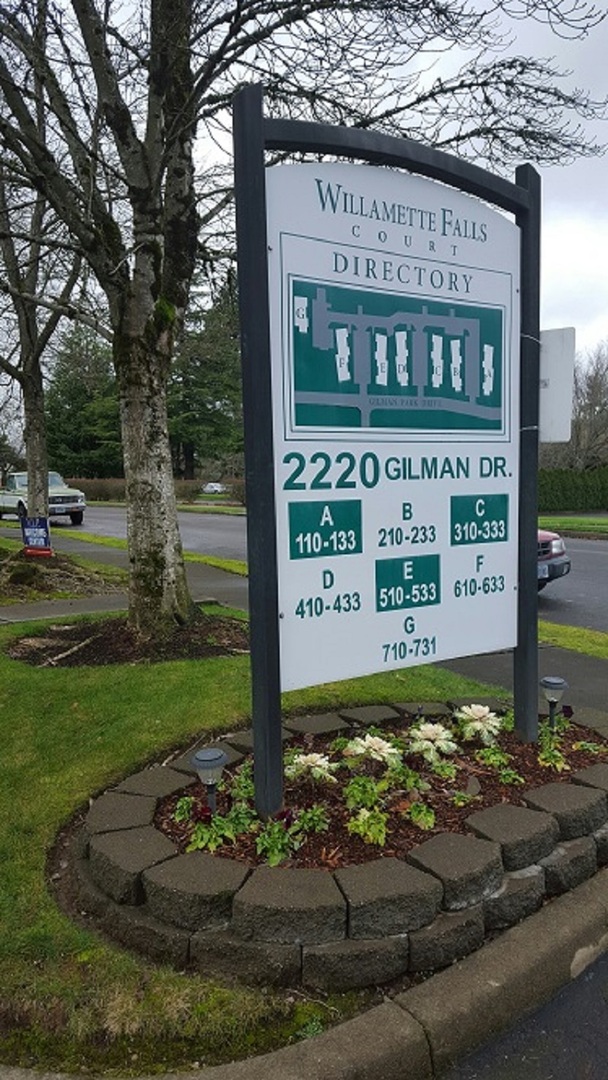 WILLAMETTE FALLS
COURT
DIRECTORY
G
F E D C B A
GILMAN PARK DRIVE
2220 GILMAN DR.
A B C
110-133 210-233 310-333
D E F
410-433 510-533 610-633
G
710-731